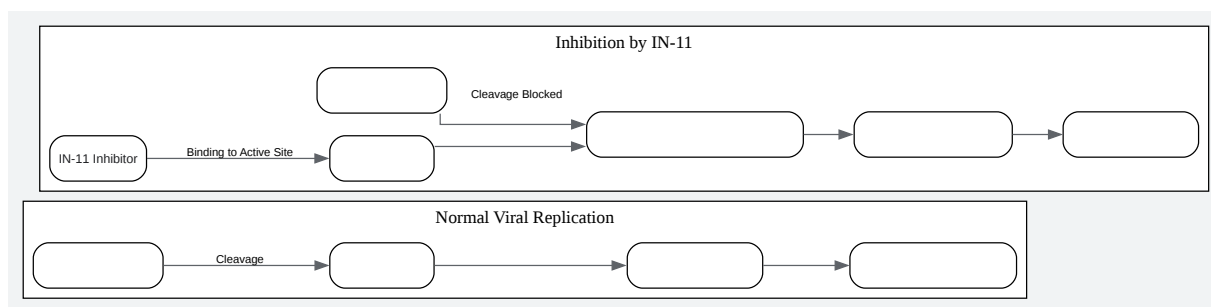 Inhibition by IN-11
Cleavage Blocked
IN-11 Inhibitor
Binding to Active Site
Normal Viral Replication
Cleavage